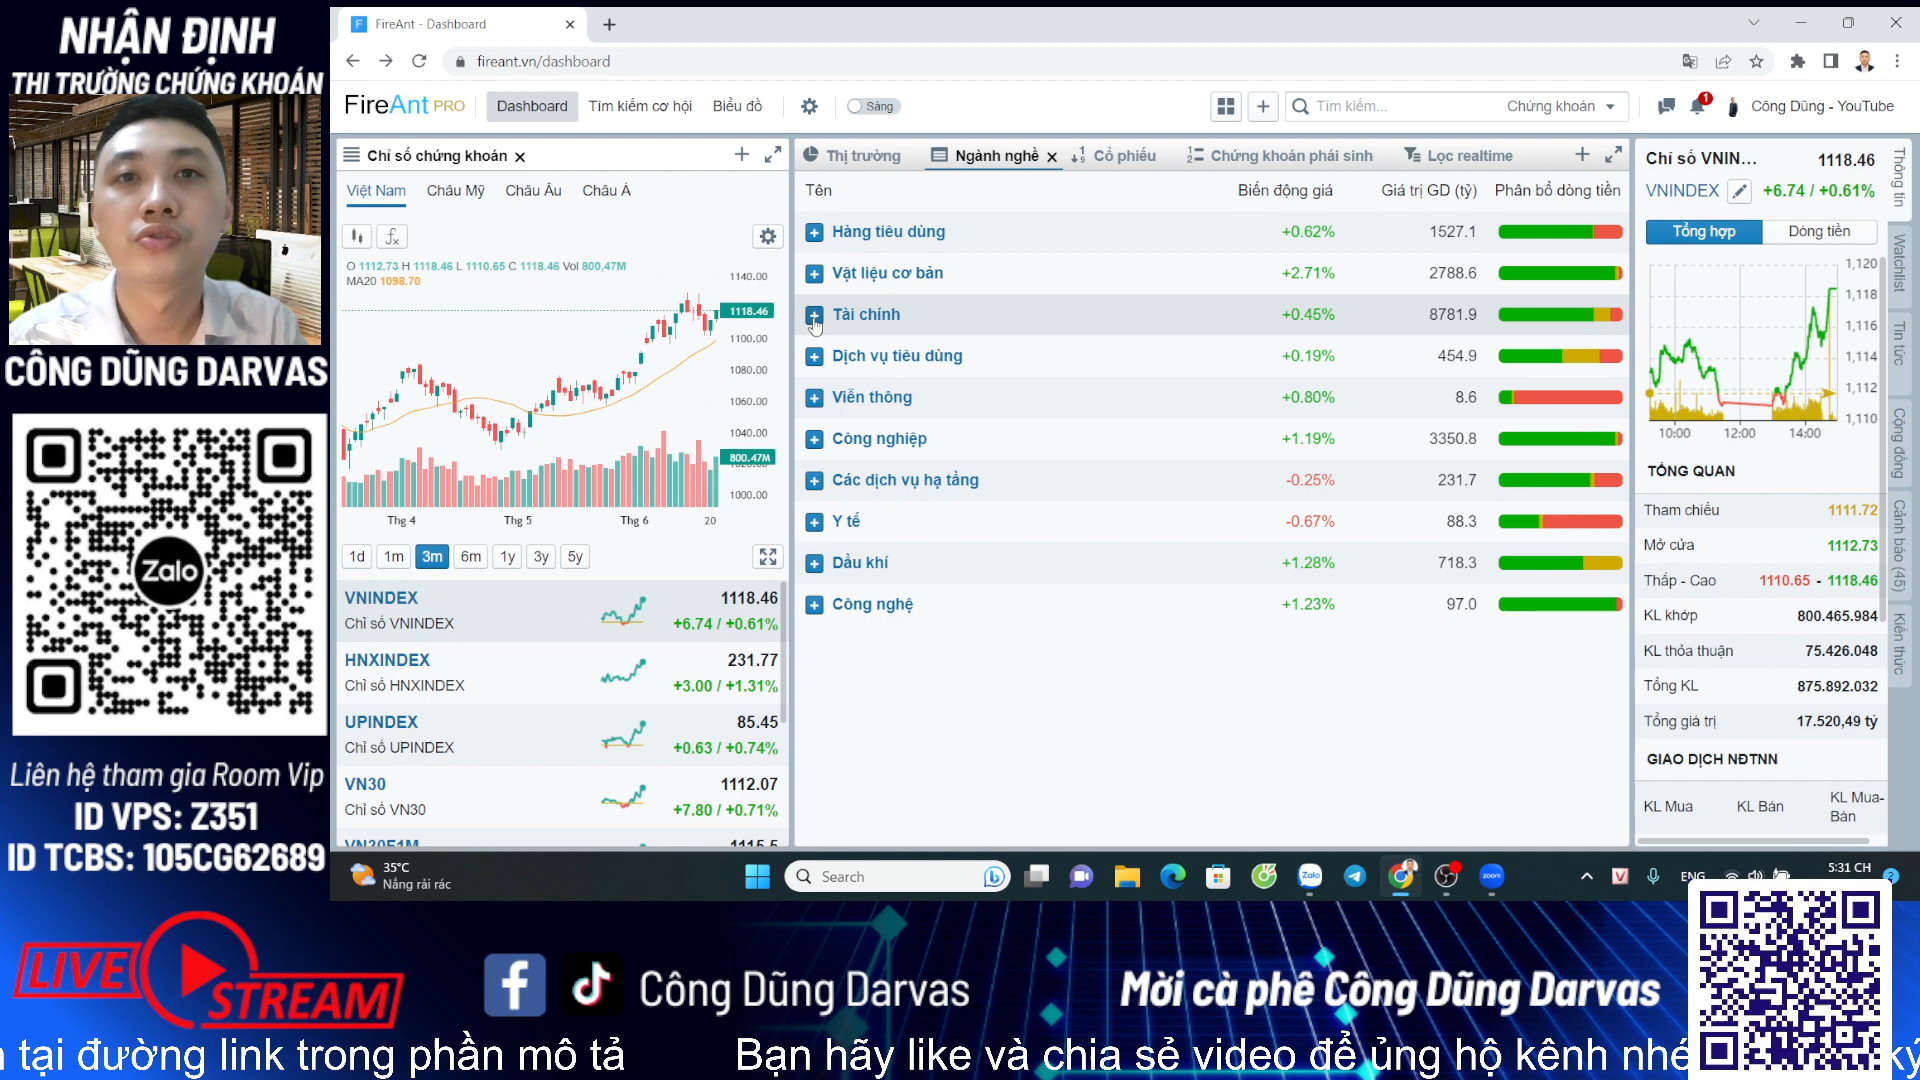 NHẬN ĐỊNH
THỊ TRƯỜNG CHỨNG KHOÁN
CÔNG DŨNG DARVAS
Zalo
Liên hệ tham gia Room Vip
ID VPS: Z351
ID TCBS: 105CG62689
FireAnt - Dashboard
fireant.vn/dashboard
FireAnt PRO
Dashboard
Tìm kiếm cơ hội
Biểu đồ
Sáng
Tìm kiếm...
Chứng khoán
1
Công Dũng - YouTube
Chỉ số chứng khoán
Việt Nam
Châu Mỹ
Châu Âu
Châu Á
O 1112.73 H 1118.46 L 1110.65 C 1118.46 Vol 800,47M
MA20 1098.70
1140.00
1118.46
1100.00
1080.00
1060.00
1040.00
800.47M
1000.00
Thg 4
Thg 5
Thg 6
20
1d
1m
3m
6m
1y
3y
5y
VNINDEX 1118.46
Chỉ số VNINDEX +6.74 / +0.61%
HNXINDEX 231.77
Chỉ số HNXINDEX +3.00 / +1.31%
UPINDEX 85.45
Chỉ số UPINDEX +0.63 / +0.74%
VN30 1112.07
Chỉ số VN30 +7.80 / +0.71%
VN30F1M 1115.5
Thị trường
Ngành nghề
Cổ phiếu
Chứng khoán phái sinh
Lọc realtime
Tên Biến động giá Giá trị GD (tỷ) Phân bổ dòng tiền
Hàng tiêu dùng +0.62% 1527.1
Vật liệu cơ bản +2.71% 2788.6
Tài chính +0.45% 8781.9
Dịch vụ tiêu dùng +0.19% 454.9
Viễn thông +0.80% 8.6
Công nghiệp +1.19% 3350.8
Các dịch vụ hạ tầng -0.25% 231.7
Y tế -0.67% 88.3
Dầu khí +1.28% 718.3
Công nghệ +1.23% 97.0
Chỉ số VNIN... 1118.46
VNINDEX +6.74 / +0.61%
Tổng hợp
Dòng tiền
1,120
1,118
1,116
1,114
1,112
1,110
10:00
12:00
14:00
TỔNG QUAN
Tham chiếu 1111.72
Mở cửa 1112.73
Thấp - Cao 1110.65 - 1118.46
KL khớp 800.465.984
KL thỏa thuận 75.426.048
Tổng KL 875.892.032
Tổng giá trị 17.520,49 tỷ
GIAO DỊCH NĐTNN
KL Mua
KL Bán
KL Mua-
Bán
Thông tin
Watchlist
Tin tức
Cộng đồng
Cảnh báo (45)
Kiến thức
35°C
Nắng rải rác
Search
Zalo
zoom
ENG
5:31 CH
2
LIVE
STREAM
Công Dũng Darvas
Mời cà phê Công Dũng Darvas
tại đường link trong phần mô tả
Bạn hãy like và chia sẻ video để ủng hộ kênh nhé